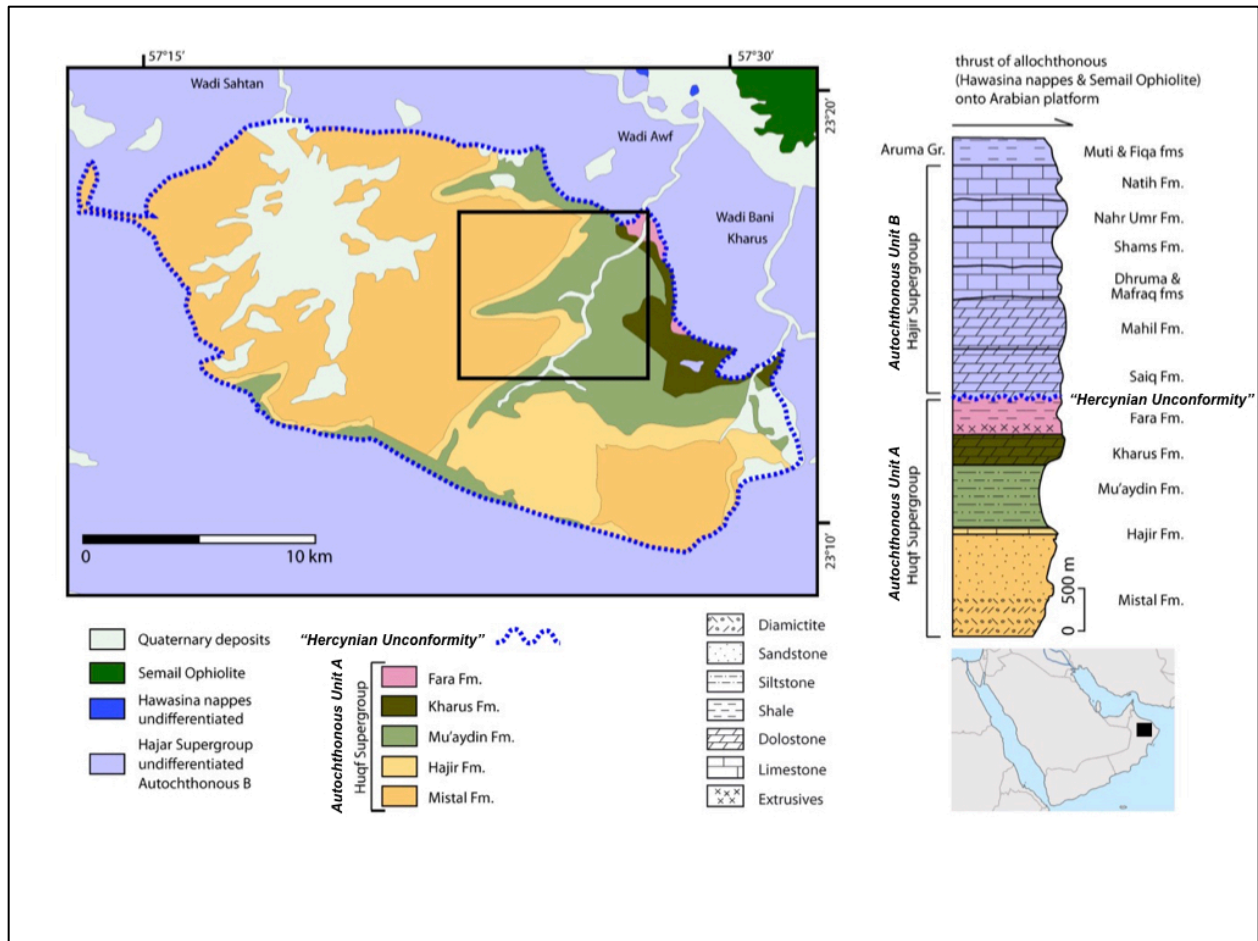 57°15'
57°30'
Wadi Sahtan
Wadi Awf
Wadi Bani
Kharus
23°20'
23°10'
0
10 km
thrust of allochthonous
(Hawasina nappes & Semail Ophiolite)
onto Arabian platform
Aruma Gr.
Muti & Fiqa fms
Autochthonous Unit B
Hajir Supergroup
Natih Fm.
Nahr Umr Fm.
Shams Fm.
Dhruma &
Mafraq fms
Mahil Fm.
Saiq Fm.
"Hercynian Unconformity"
Autochthonous Unit A
Huqf Supergroup
Fara Fm.
Kharus Fm.
Mu'aydin Fm.
Hajir Fm.
Mistal Fm.
500 m
0
Quaternary deposits
Semail Ophiolite
Hawasina nappes
undifferentiated
Hajar Supergroup
undifferentiated
Autochthonous B
"Hercynian Unconformity"
Autochthonous Unit A
Huqf Supergroup
Fara Fm.
Kharus Fm.
Mu'aydin Fm.
Hajir Fm.
Mistal Fm.
Diamictite
Sandstone
Siltstone
Shale
Dolostone
Limestone
Extrusives